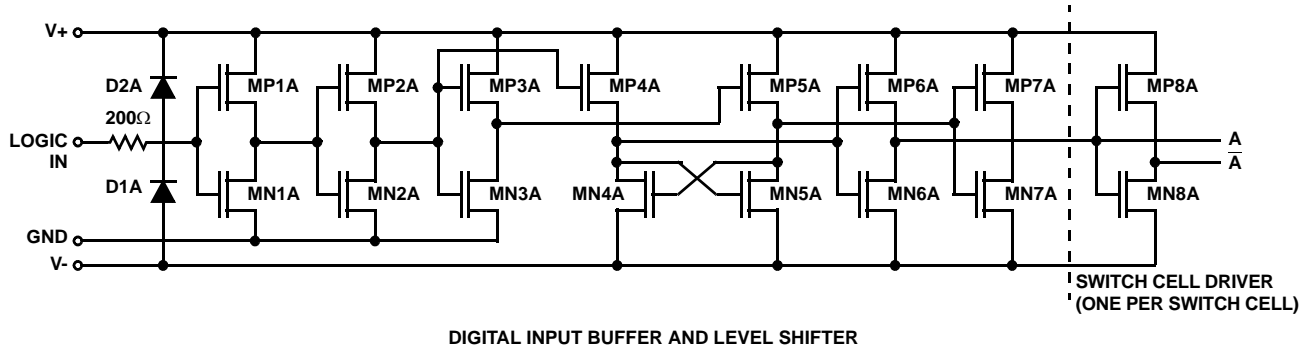 V+
D2A
MP1A
MP2A
MP3A
MP4A
MP5A
MP6A
MP7A
MP8A
200Ω
LOGIC
IN
A
A̅
D1A
MN1A
MN2A
MN3A
MN4A
MN5A
MN6A
MN7A
MN8A
GND
V-
SWITCH CELL DRIVER
(ONE PER SWITCH CELL)
DIGITAL INPUT BUFFER AND LEVEL SHIFTER